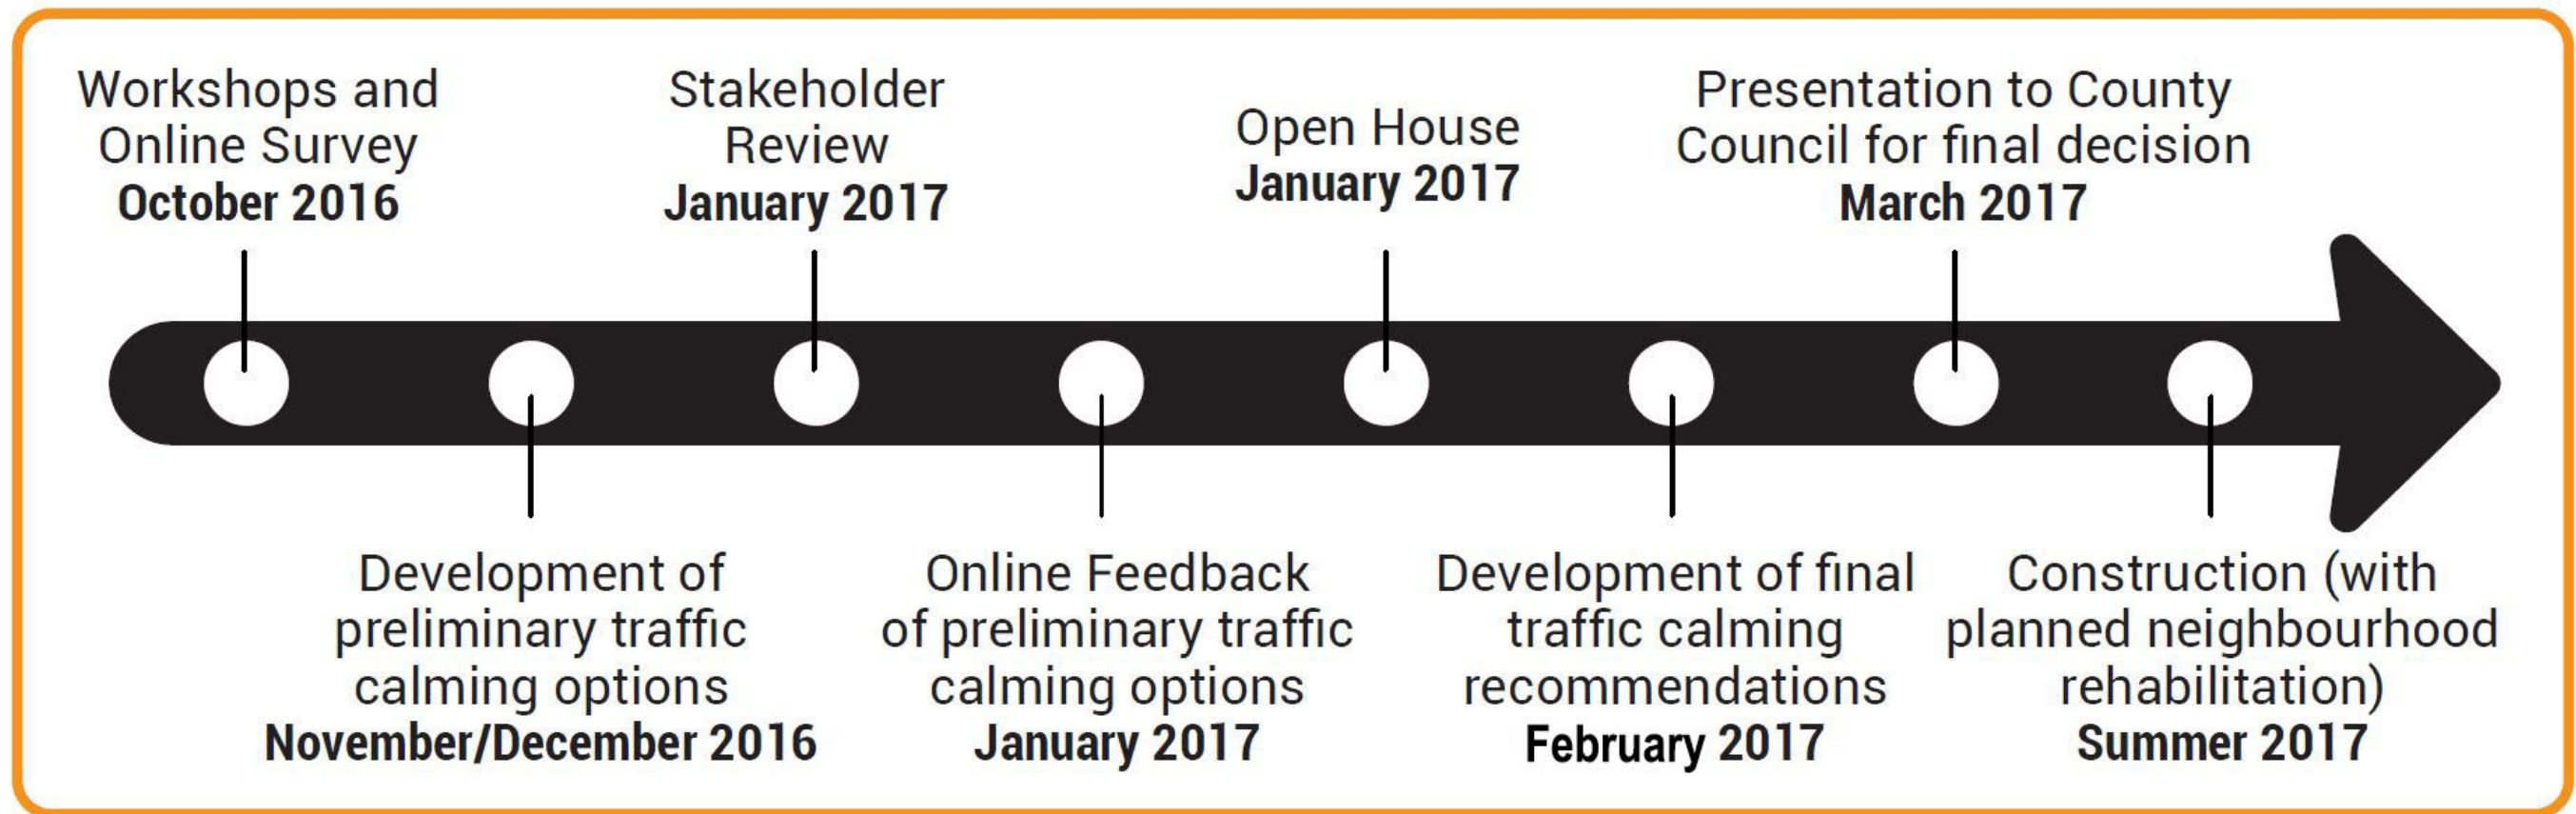 Workshops and
Online Survey
October 2016
Development of
preliminary traffic
calming options
November/December 2016
Stakeholder
Review
January 2017
Online Feedback
of preliminary traffic
calming options
January 2017
Open House
January 2017
Development of final
traffic calming
recommendations
February 2017
Presentation to County
Council for final decision
March 2017
Construction (with
planned neighbourhood
rehabilitation)
Summer 2017